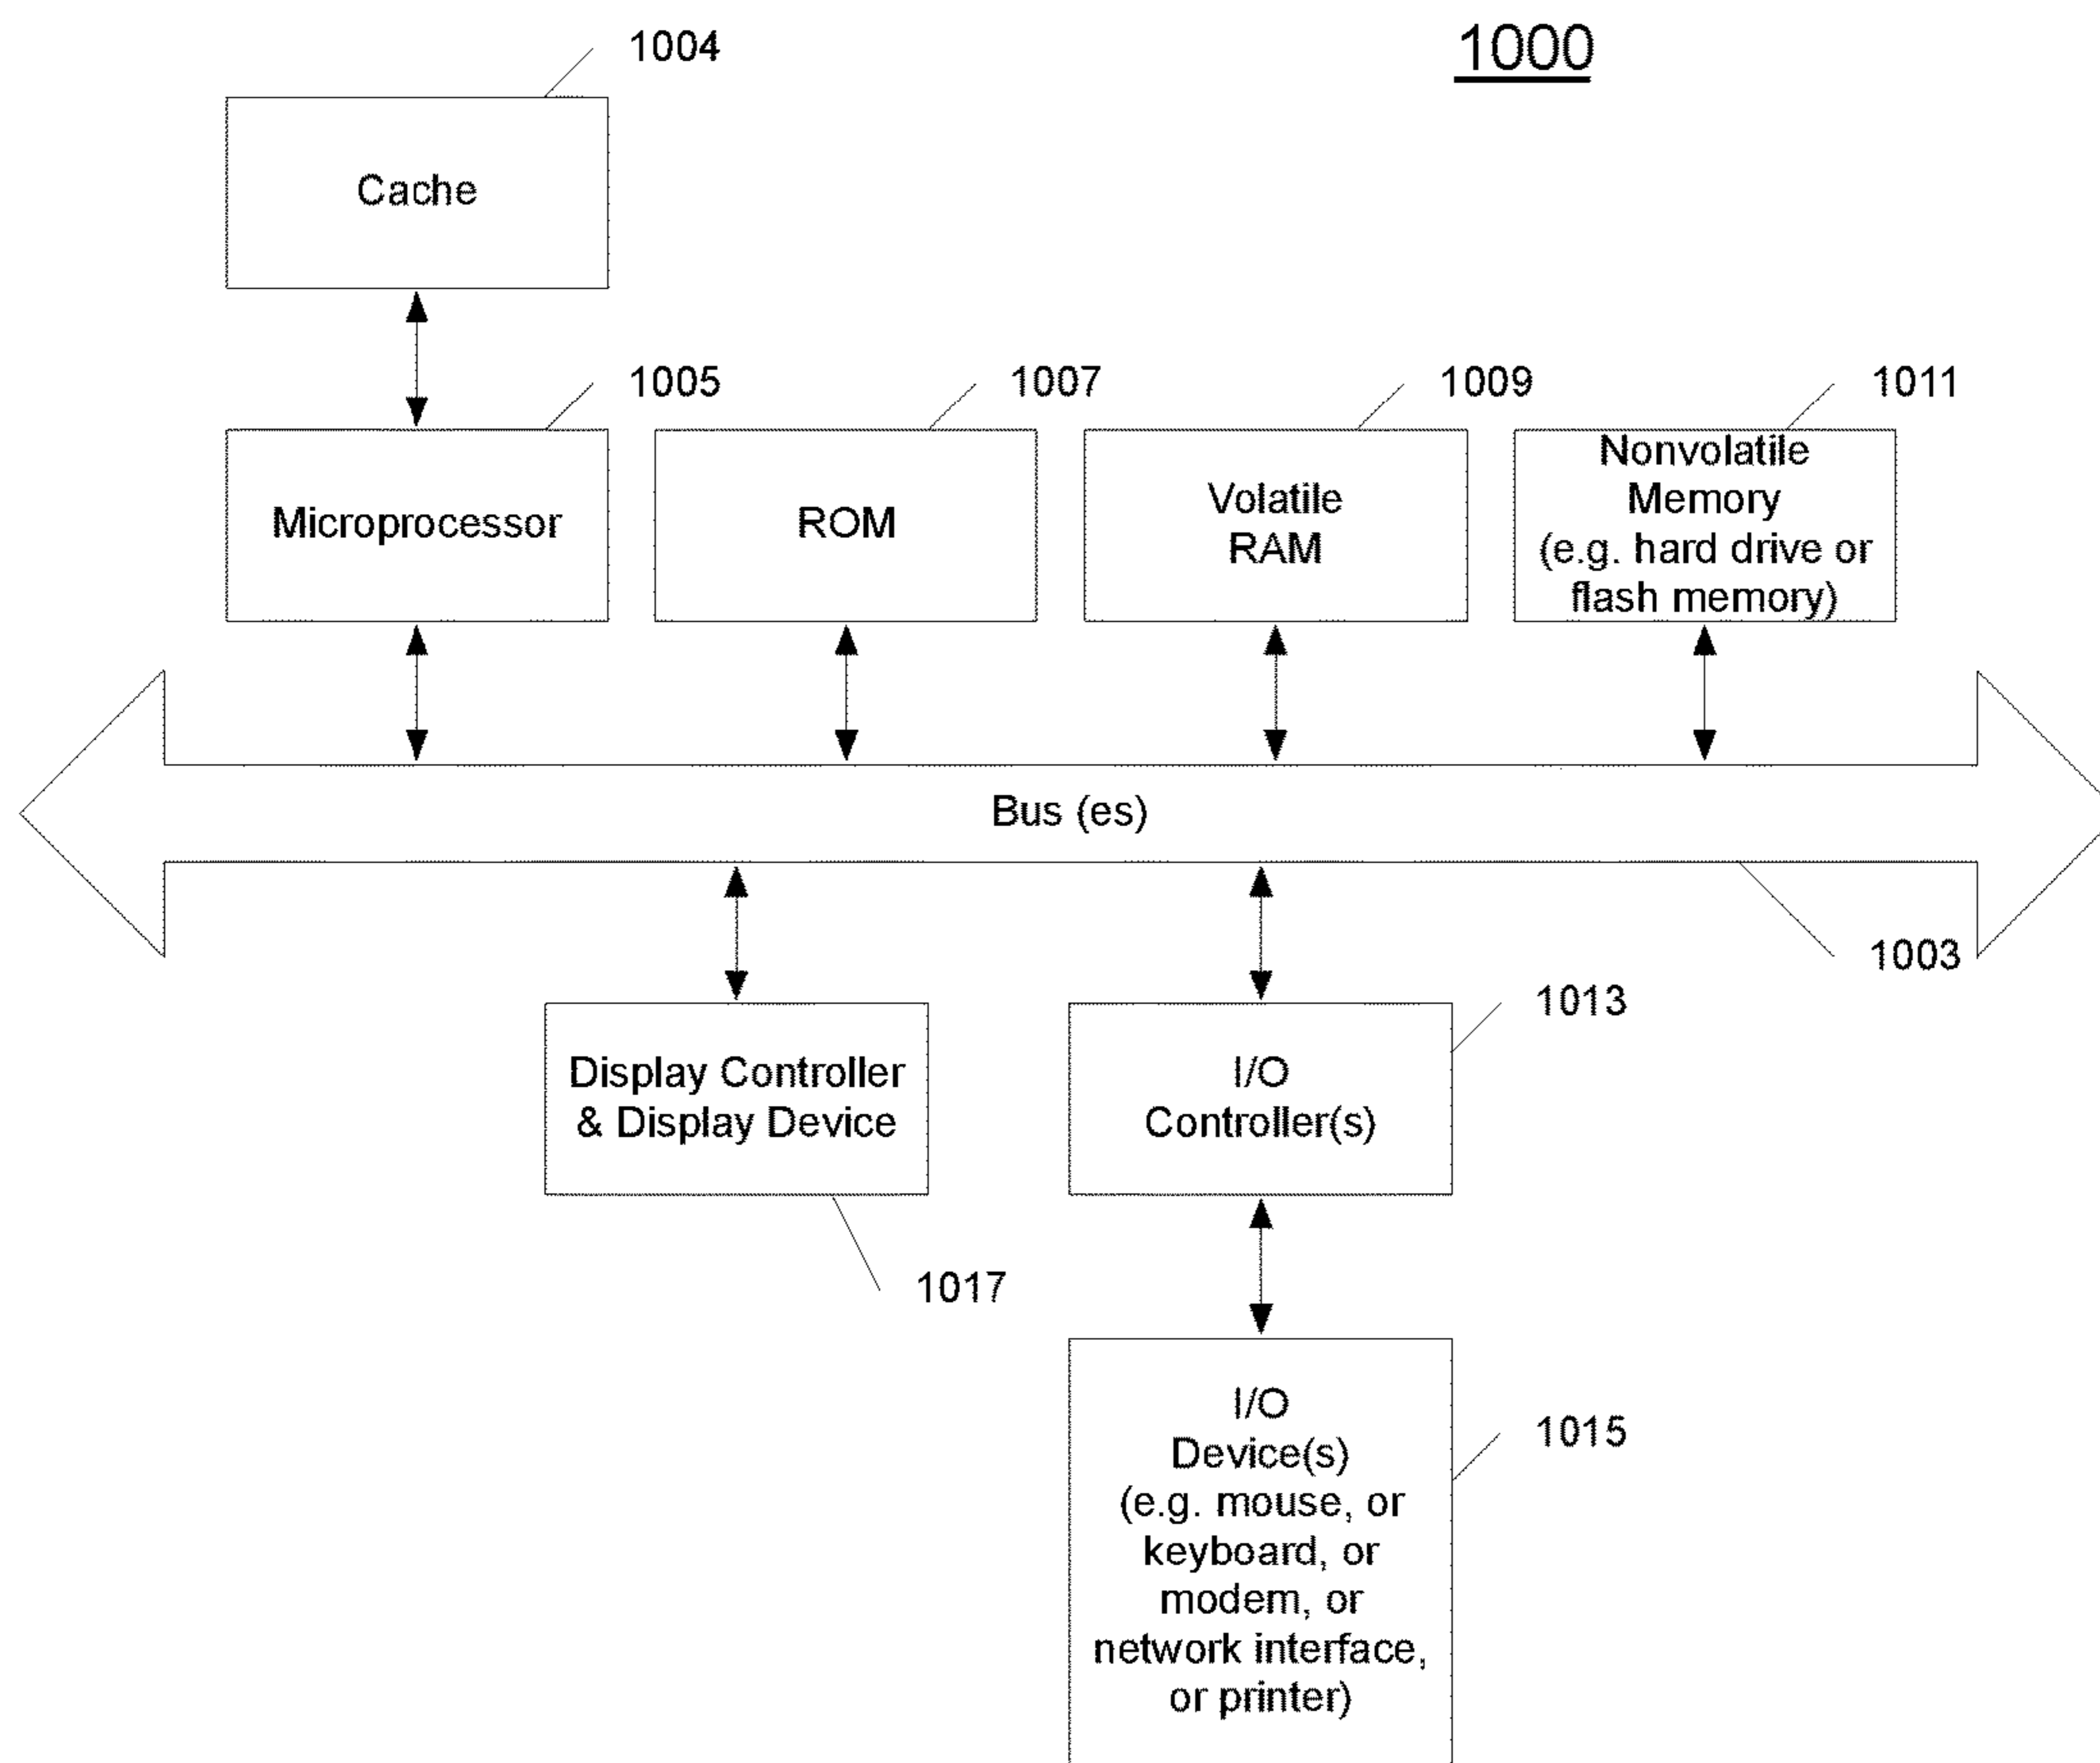 1000
1004
Cache
1005
1007
1009
1011
Microprocessor
ROM
Volatile
RAM
Nonvolatile
Memory
(e.g. hard drive or
flash memory)
Bus (es)
1003
1013
Display Controller
& Display Device
I/O
Controller(s)
1017
I/O
Device(s)
(e.g. mouse, or
keyboard, or
modem, or
network interface,
or printer)
1015